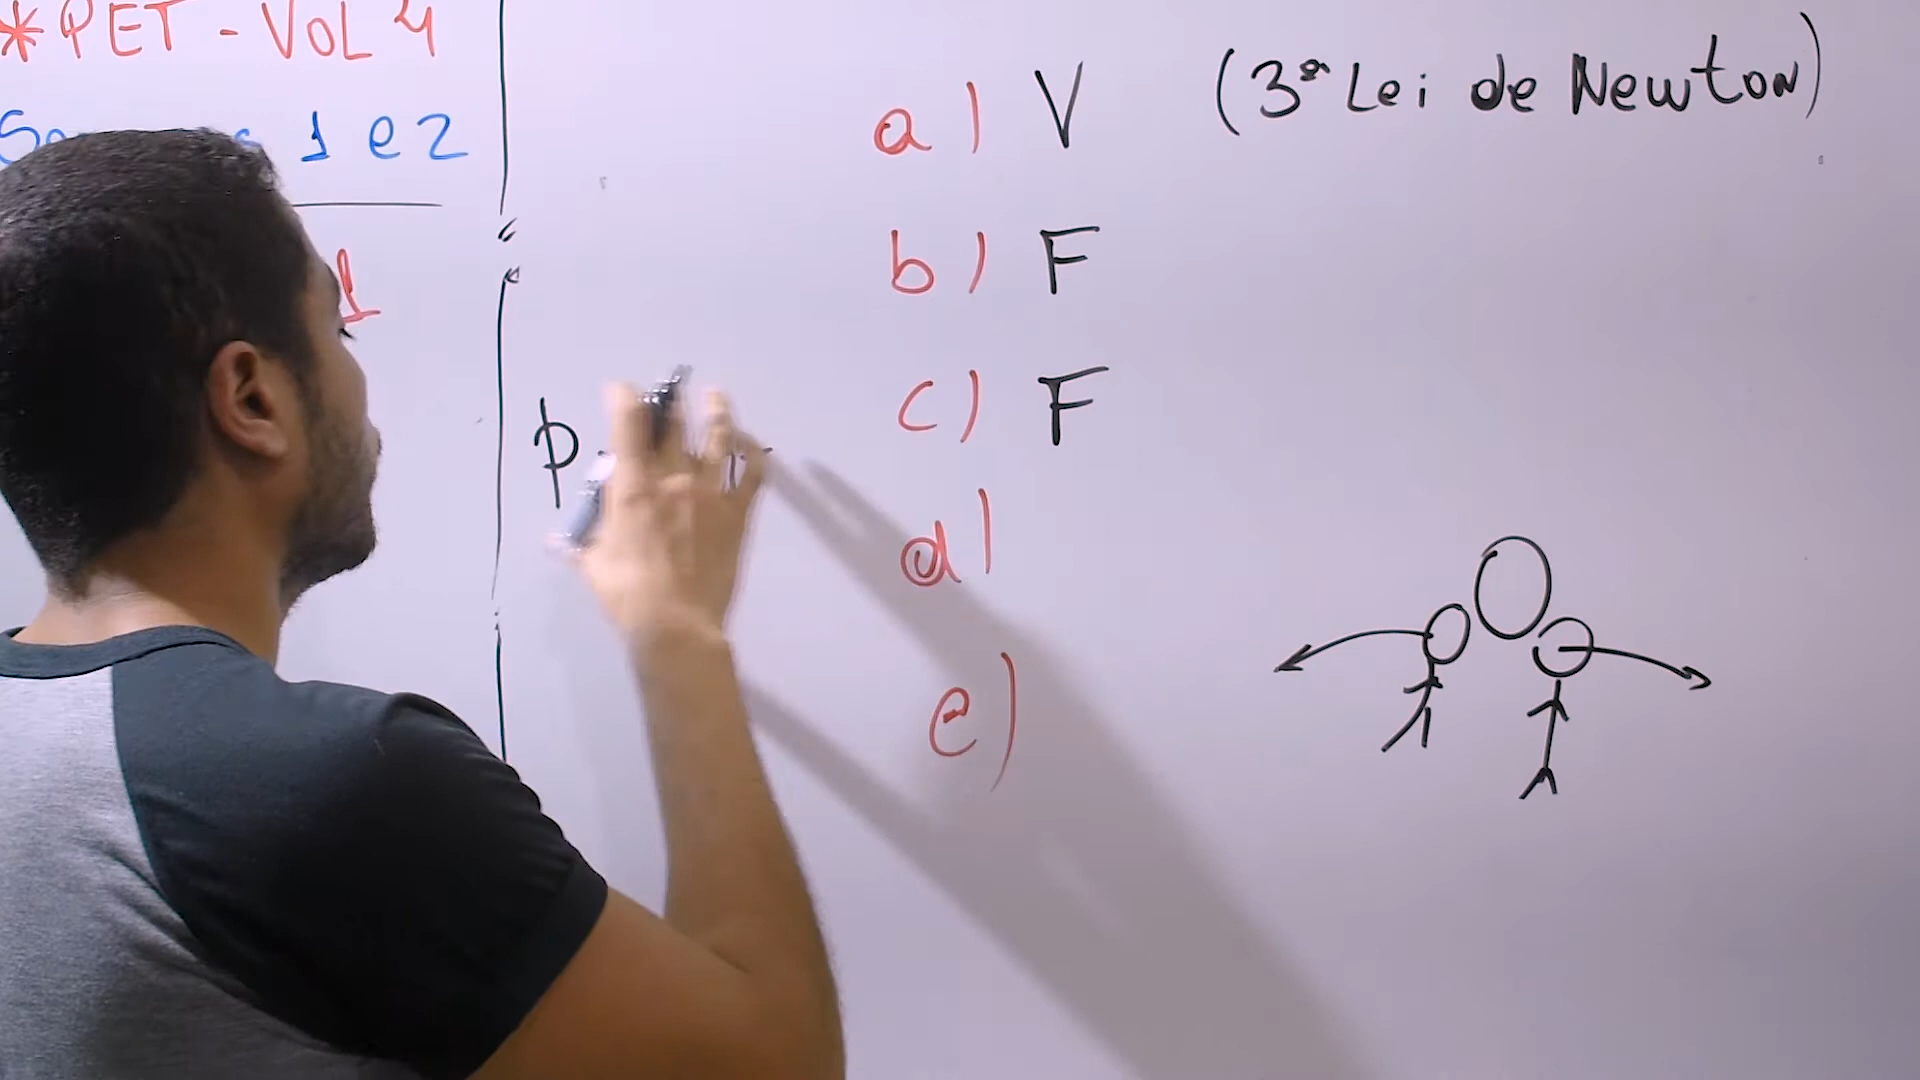 *PET - VOL 4
1 e 2
1
a) V (3ª Lei de Newton)
b) F
c) F
p
d)
e)